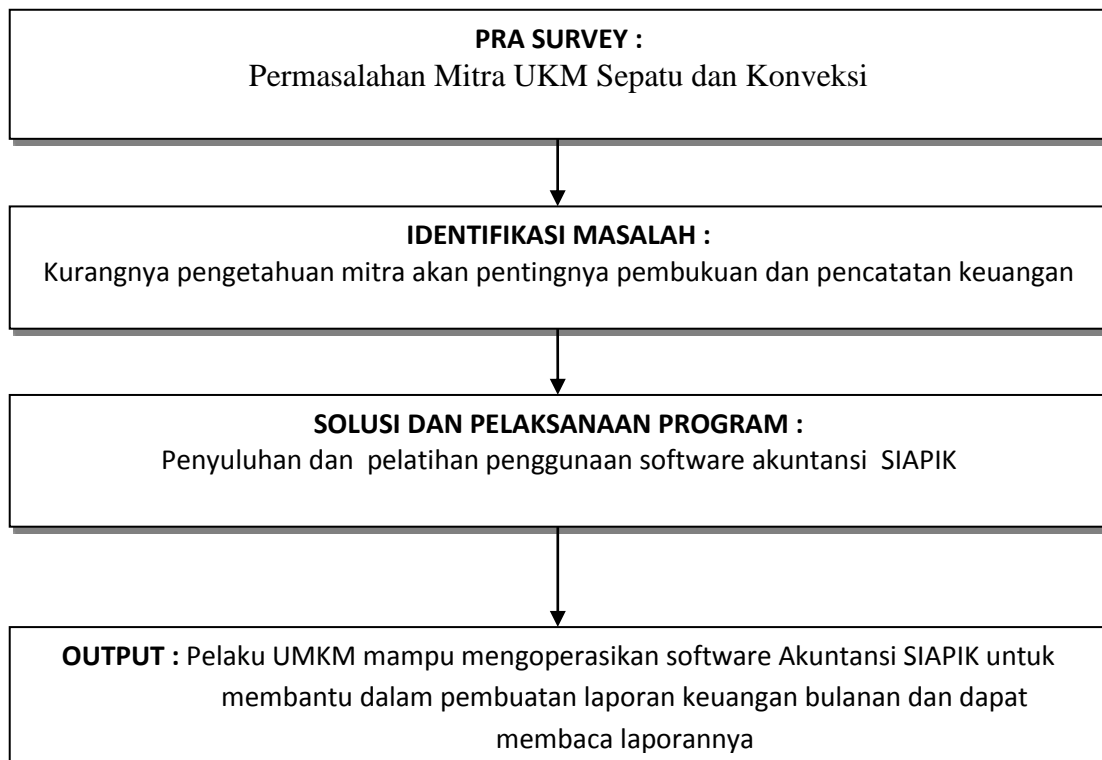 PRA SURVEY :
Permasalahan Mitra UKM Sepatu dan Konveksi
IDENTIFIKASI MASALAH :
Kurangnya pengetahuan mitra akan pentingnya pembukuan dan pencatatan keuangan
SOLUSI DAN PELAKSANAAN PROGRAM :
Penyuluhan dan pelatihan penggunaan software akuntansi SIAPIK
OUTPUT : Pelaku UMKM mampu mengoperasikan software Akuntansi SIAPIK untuk
membantu dalam pembuatan laporan keuangan bulanan dan dapat
membaca laporannya